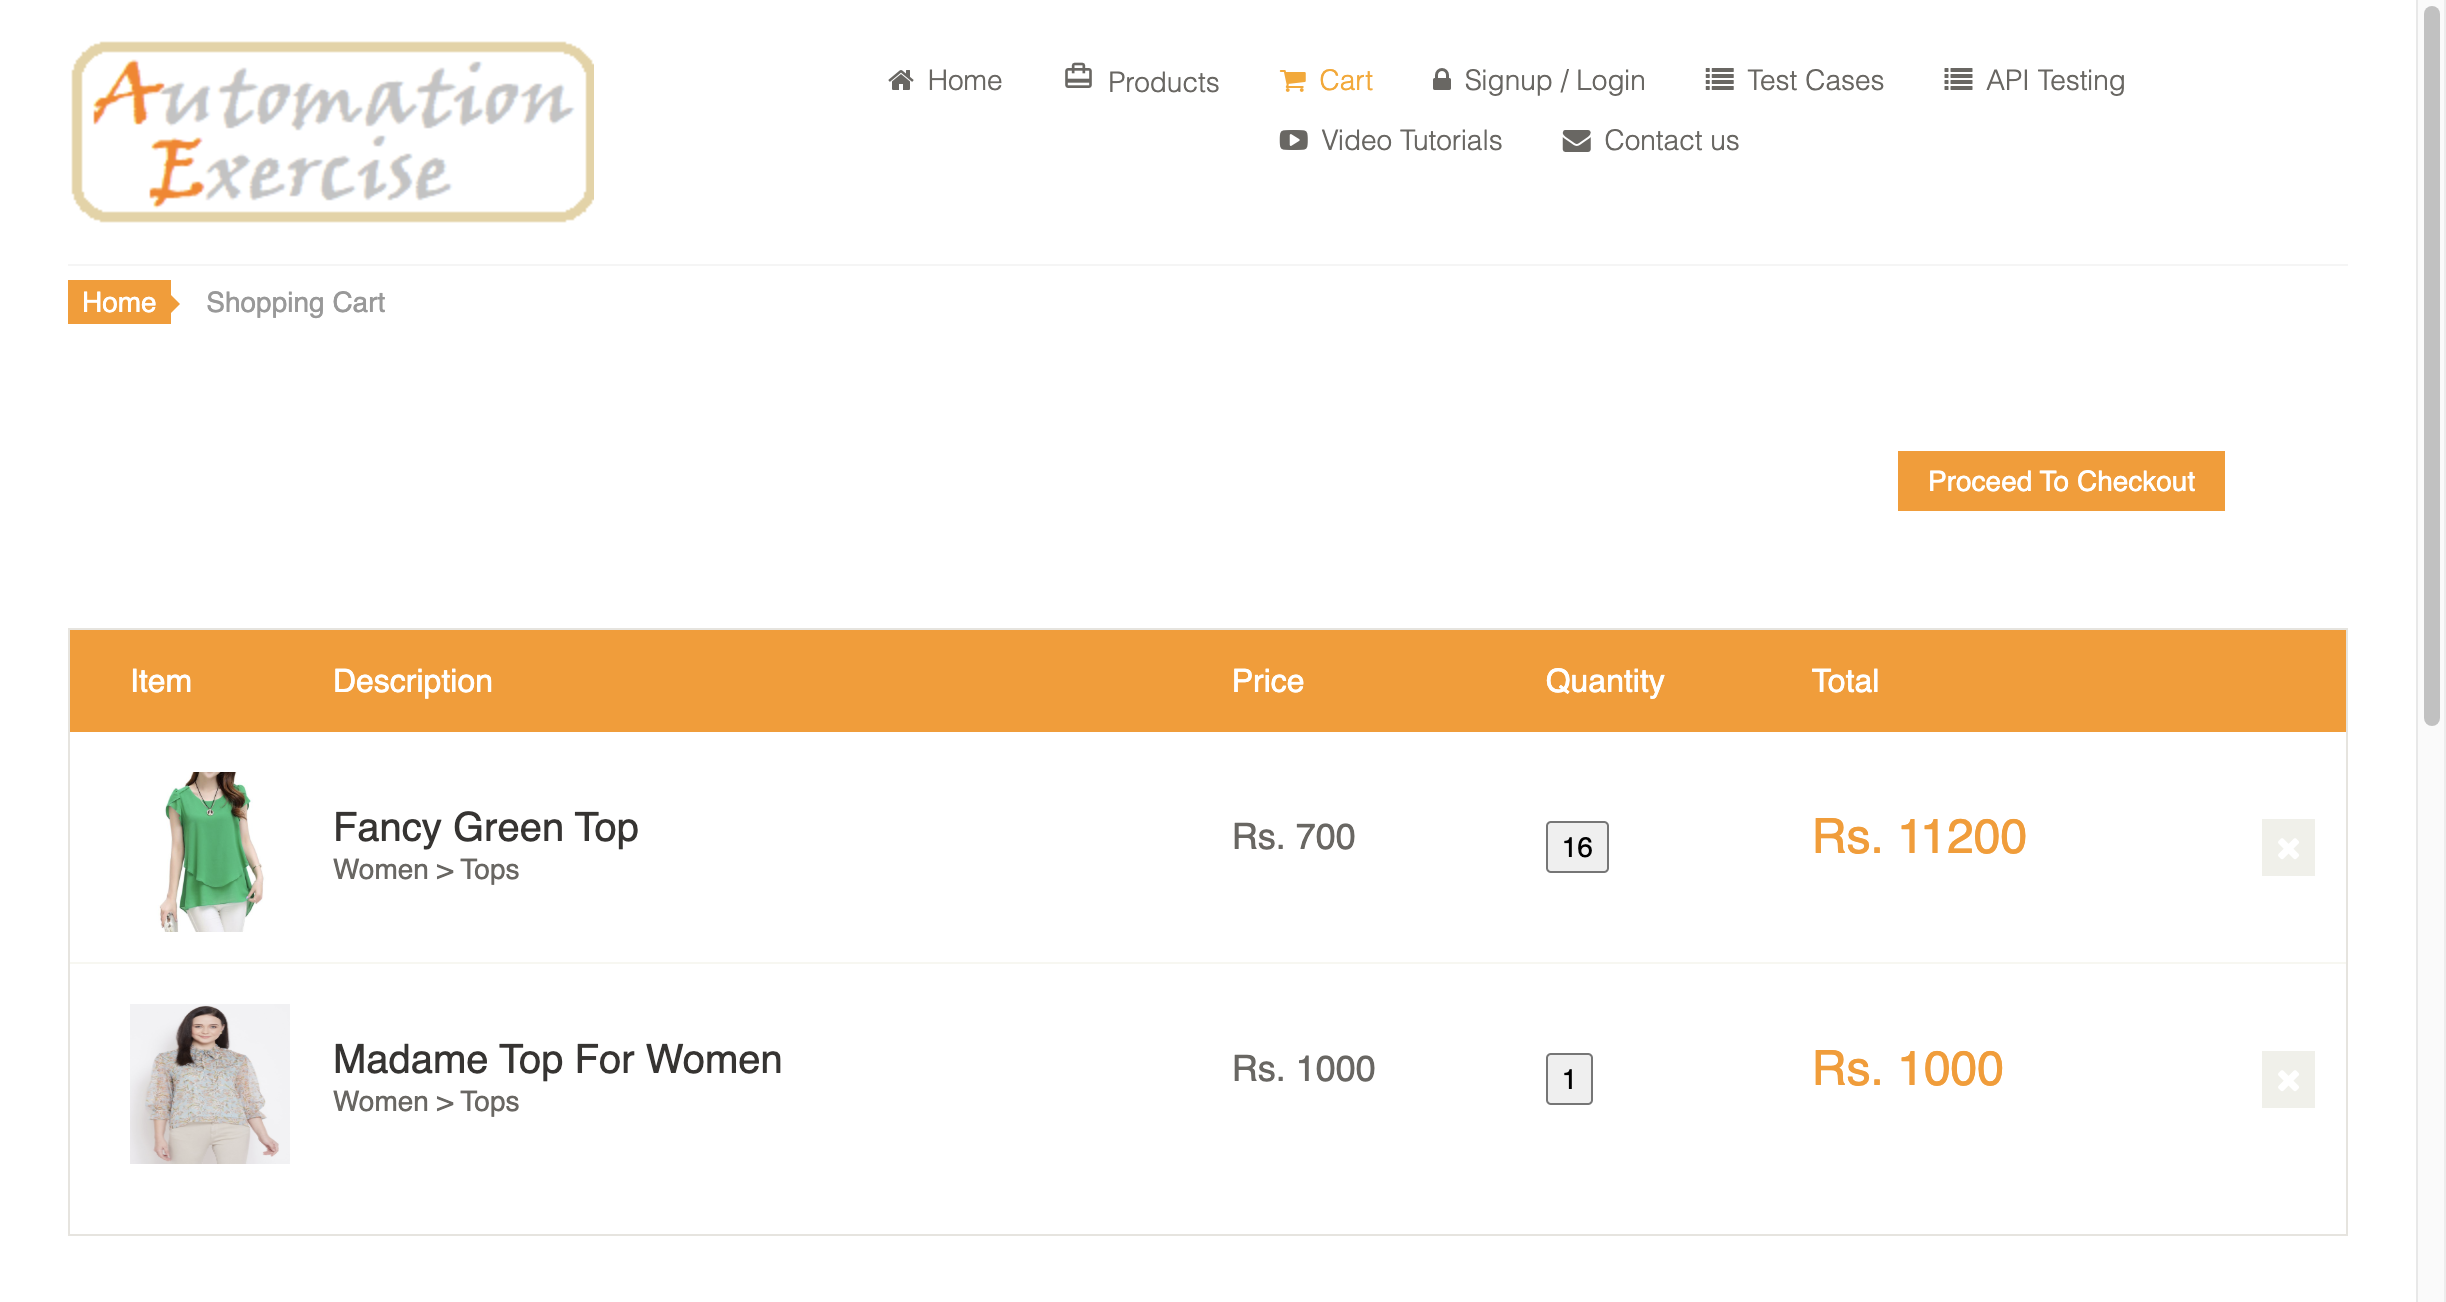 Automation
Exercise
Home Products Cart Signup / Login Test Cases API Testing
Video Tutorials Contact us
Home Shopping Cart
Proceed To Checkout
Item Description Price Quantity Total
Fancy Green Top
Women > Tops
Rs. 700 16 Rs. 11200
Madame Top For Women
Women > Tops
Rs. 1000 1 Rs. 1000